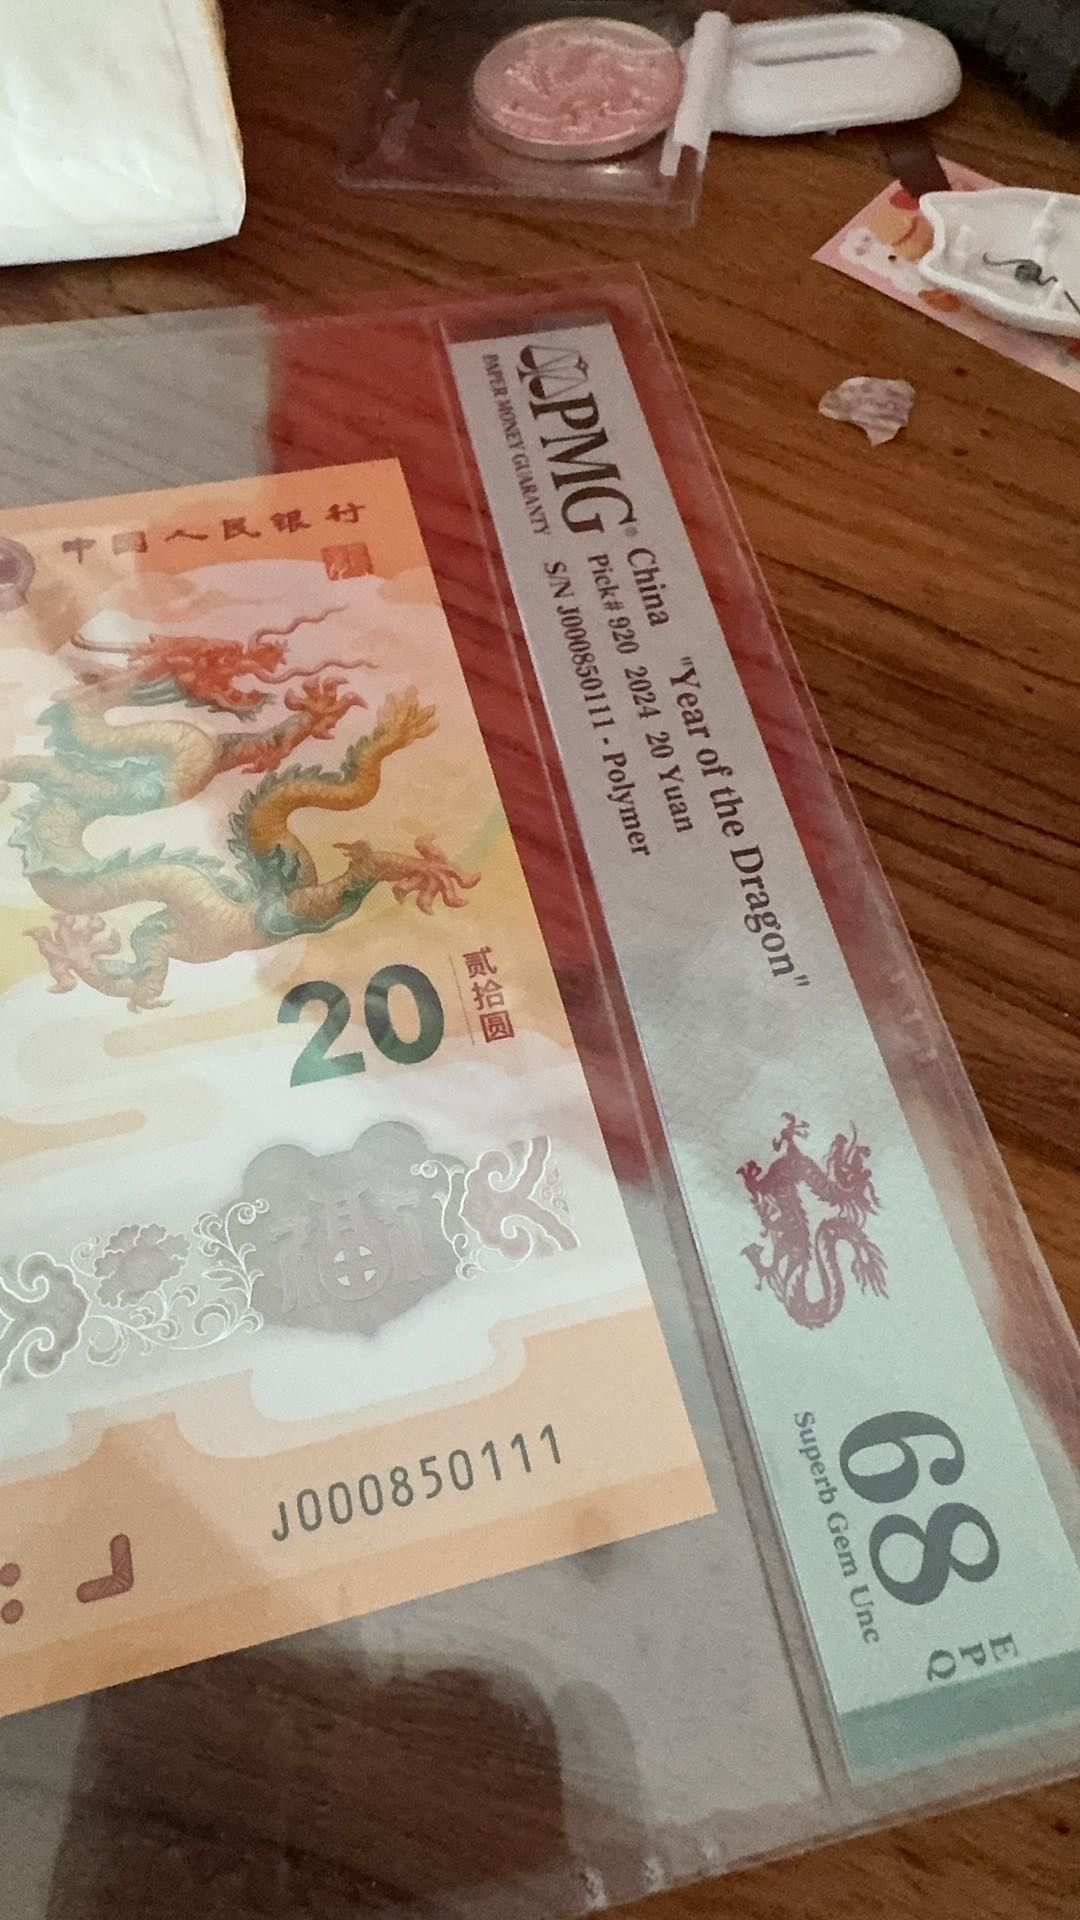 中国人民银行
20
贰拾圆
J000850111
PMG®
PAPER MONEY GUARANTY
China "Year of the Dragon"
Pick# 920 2024 20 Yuan
S/N J000850111 - Polymer
68
Superb Gem Unc
E
P
Q